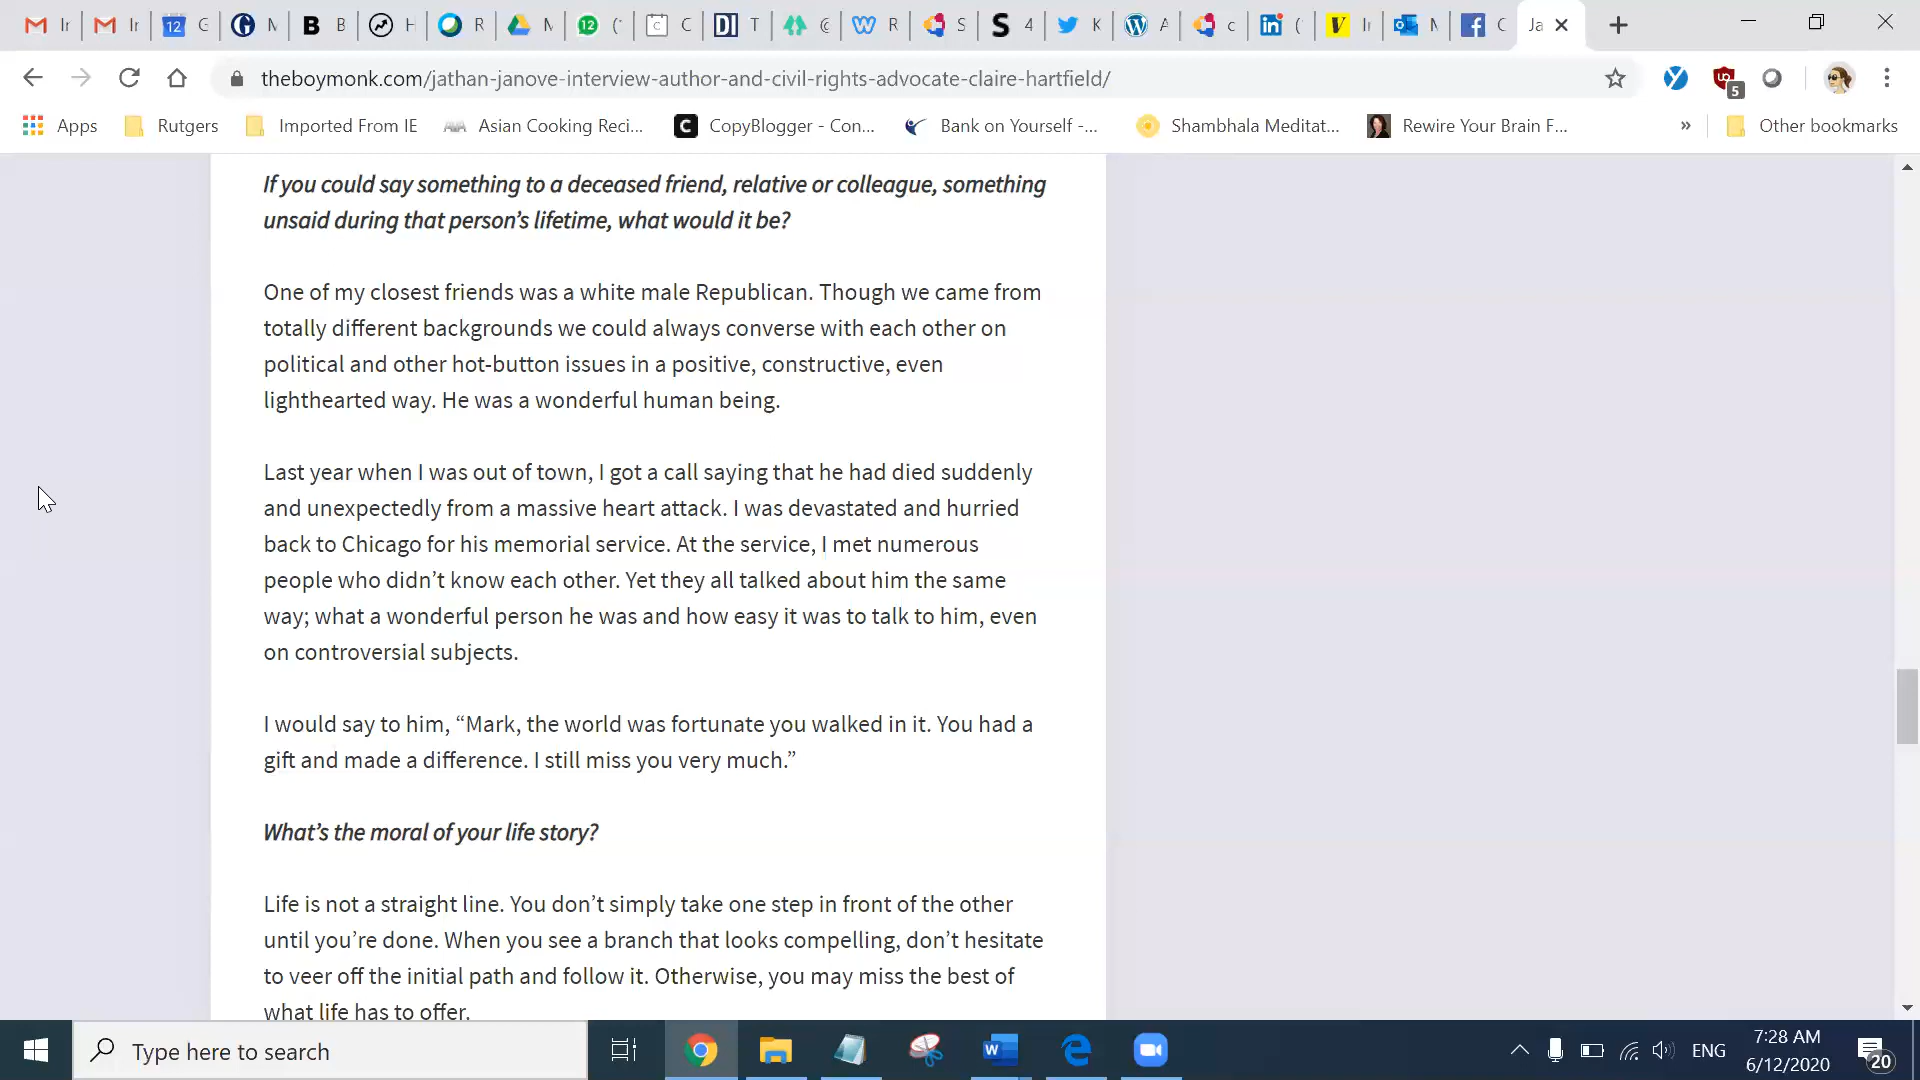 Ir Ir 12 G M B B H R M 12 ( C DI T @ R S S 4 K A c in ( V Ir M C Ja
theboymonk.com/jathan-janove-interview-author-and-civil-rights-advocate-claire-hartfield/
5
Apps Rutgers Imported From IE Asian Cooking Reci... CopyBlogger - Con... Bank on Yourself -... Shambhala Meditat... Rewire Your Brain F... » Other bookmarks
If you could say something to a deceased friend, relative or colleague, something
unsaid during that person’s lifetime, what would it be?
One of my closest friends was a white male Republican. Though we came from
totally different backgrounds we could always converse with each other on
political and other hot-button issues in a positive, constructive, even
lighthearted way. He was a wonderful human being.
Last year when I was out of town, I got a call saying that he had died suddenly
and unexpectedly from a massive heart attack. I was devastated and hurried
back to Chicago for his memorial service. At the service, I met numerous
people who didn’t know each other. Yet they all talked about him the same
way; what a wonderful person he was and how easy it was to talk to him, even
on controversial subjects.
I would say to him, “Mark, the world was fortunate you walked in it. You had a
gift and made a difference. I still miss you very much.”
What’s the moral of your life story?
Life is not a straight line. You don’t simply take one step in front of the other
until you’re done. When you see a branch that looks compelling, don’t hesitate
to veer off the initial path and follow it. Otherwise, you may miss the best of
what life has to offer.
Type here to search
ENG
7:28 AM
6/12/2020
20